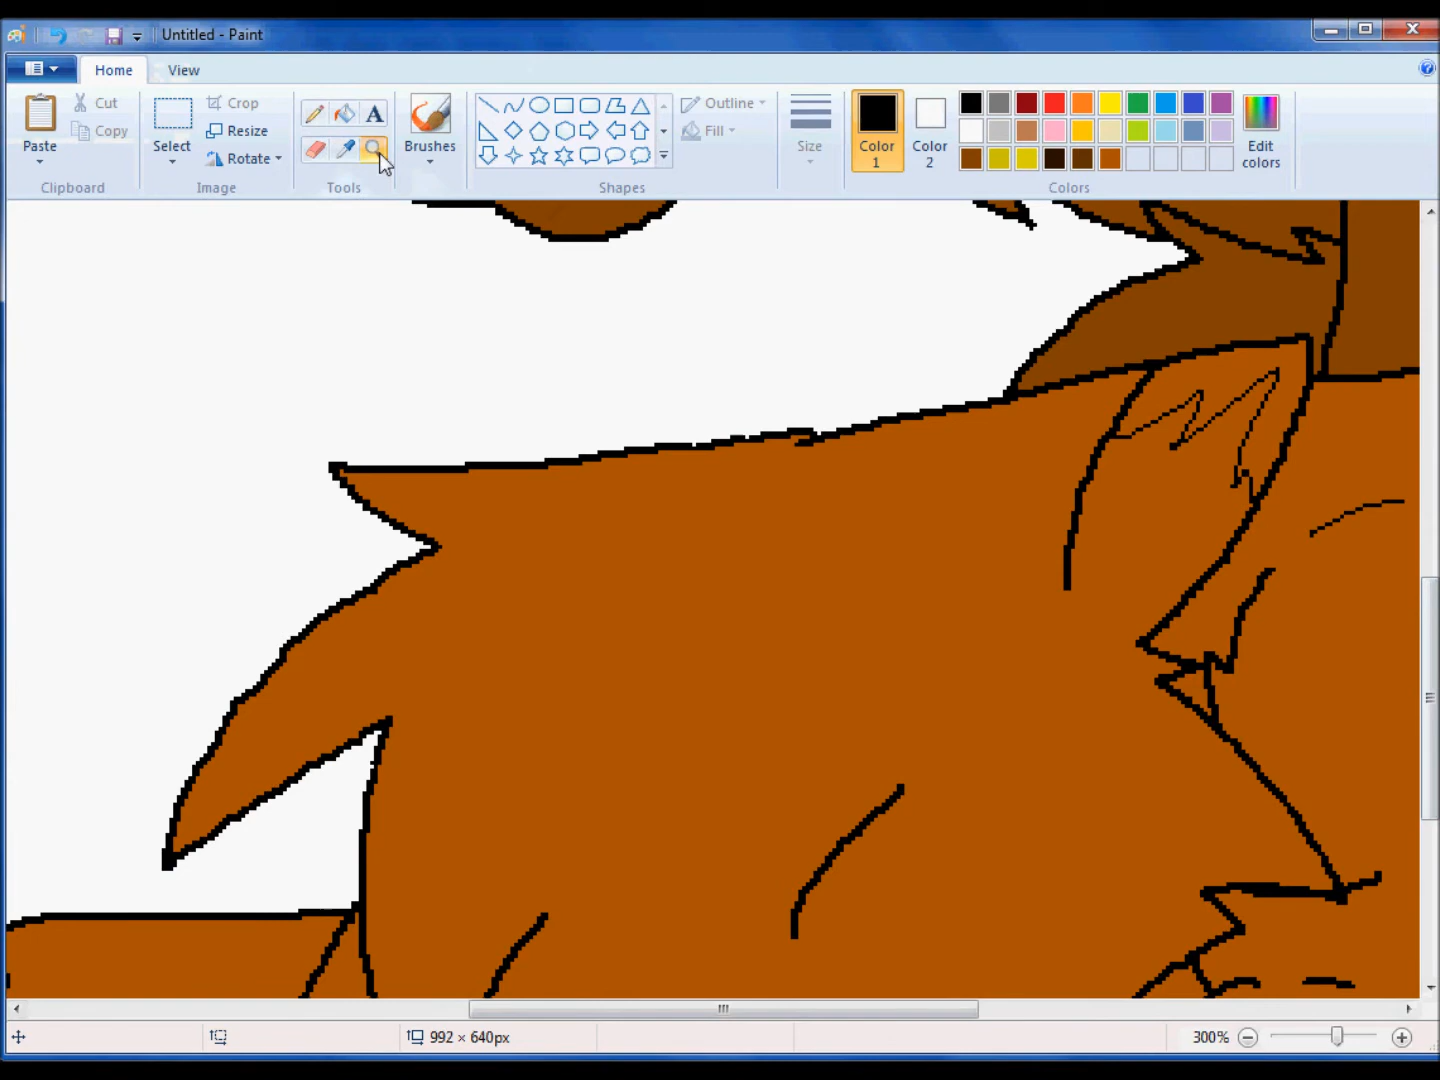 Untitled - Paint
Home View
Paste
Cut
Copy
Clipboard
Select
Crop
Resize
Rotate
Image
A
Tools
Brushes
Outline
Fill
Shapes
Size
Color 1
Color 2
Edit colors
Colors
992 × 640px
300%